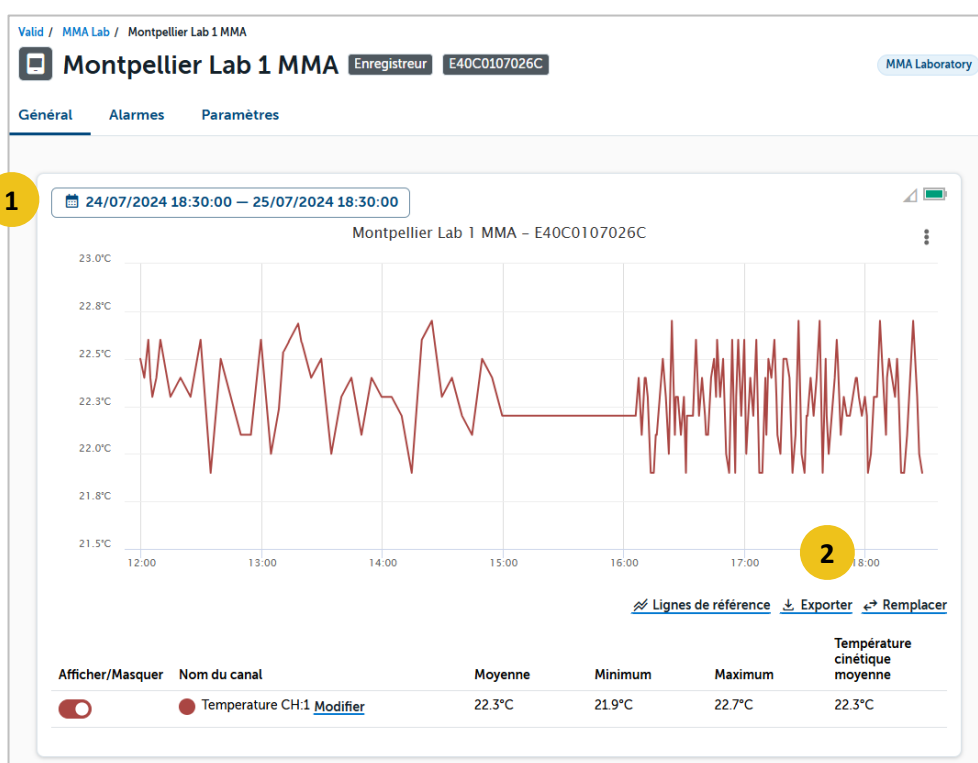 Valid / MMA Lab / Montpellier Lab 1 MMA
Montpellier Lab 1 MMA Enregistreur E40C0107026C
MMA Laboratory
Général Alarmes Paramètres
1
24/07/2024 18:30:00 — 25/07/2024 18:30:00
Montpellier Lab 1 MMA – E40C0107026C
23.0°C
22.8°C
22.5°C
22.3°C
22.0°C
21.8°C
21.5°C
12:00 13:00 14:00 15:00 16:00 17:00 18:00
2
Lignes de référence Exporter Remplacer
Afficher/Masquer Nom du canal Moyenne Minimum Maximum Température
cinétique
moyenne
Temperature CH:1 Modifier 22.3°C 21.9°C 22.7°C 22.3°C